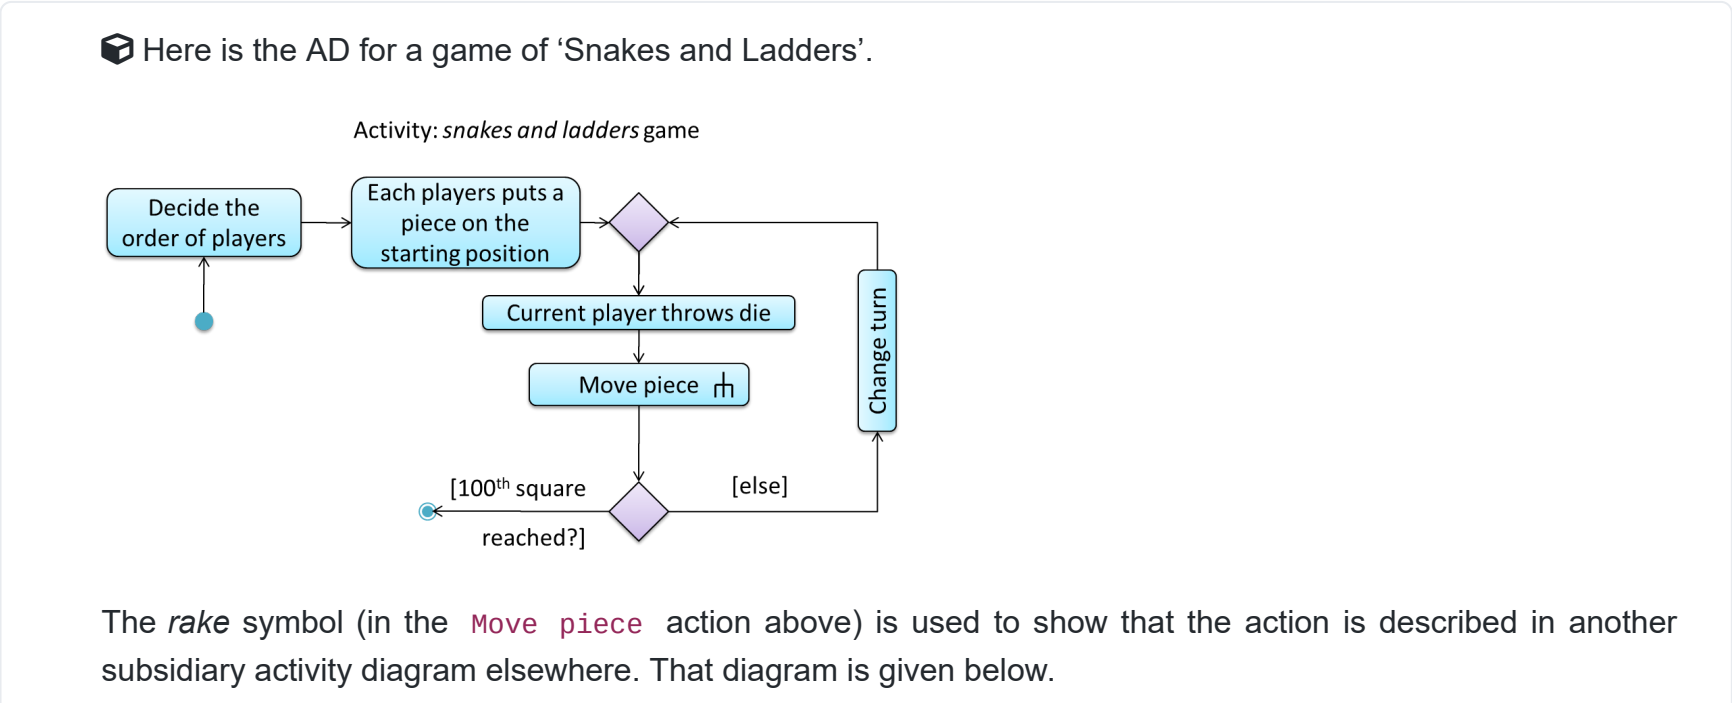 Here is the AD for a game of ‘Snakes and Ladders’.
Activity: snakes and ladders game
Decide the
order of players
Each players puts a
piece on the
starting position
Current player throws die
Move piece
Change turn
[100th square
reached?]
[else]
The rake symbol (in the Move piece action above) is used to show that the action is described in another
subsidiary activity diagram elsewhere. That diagram is given below.